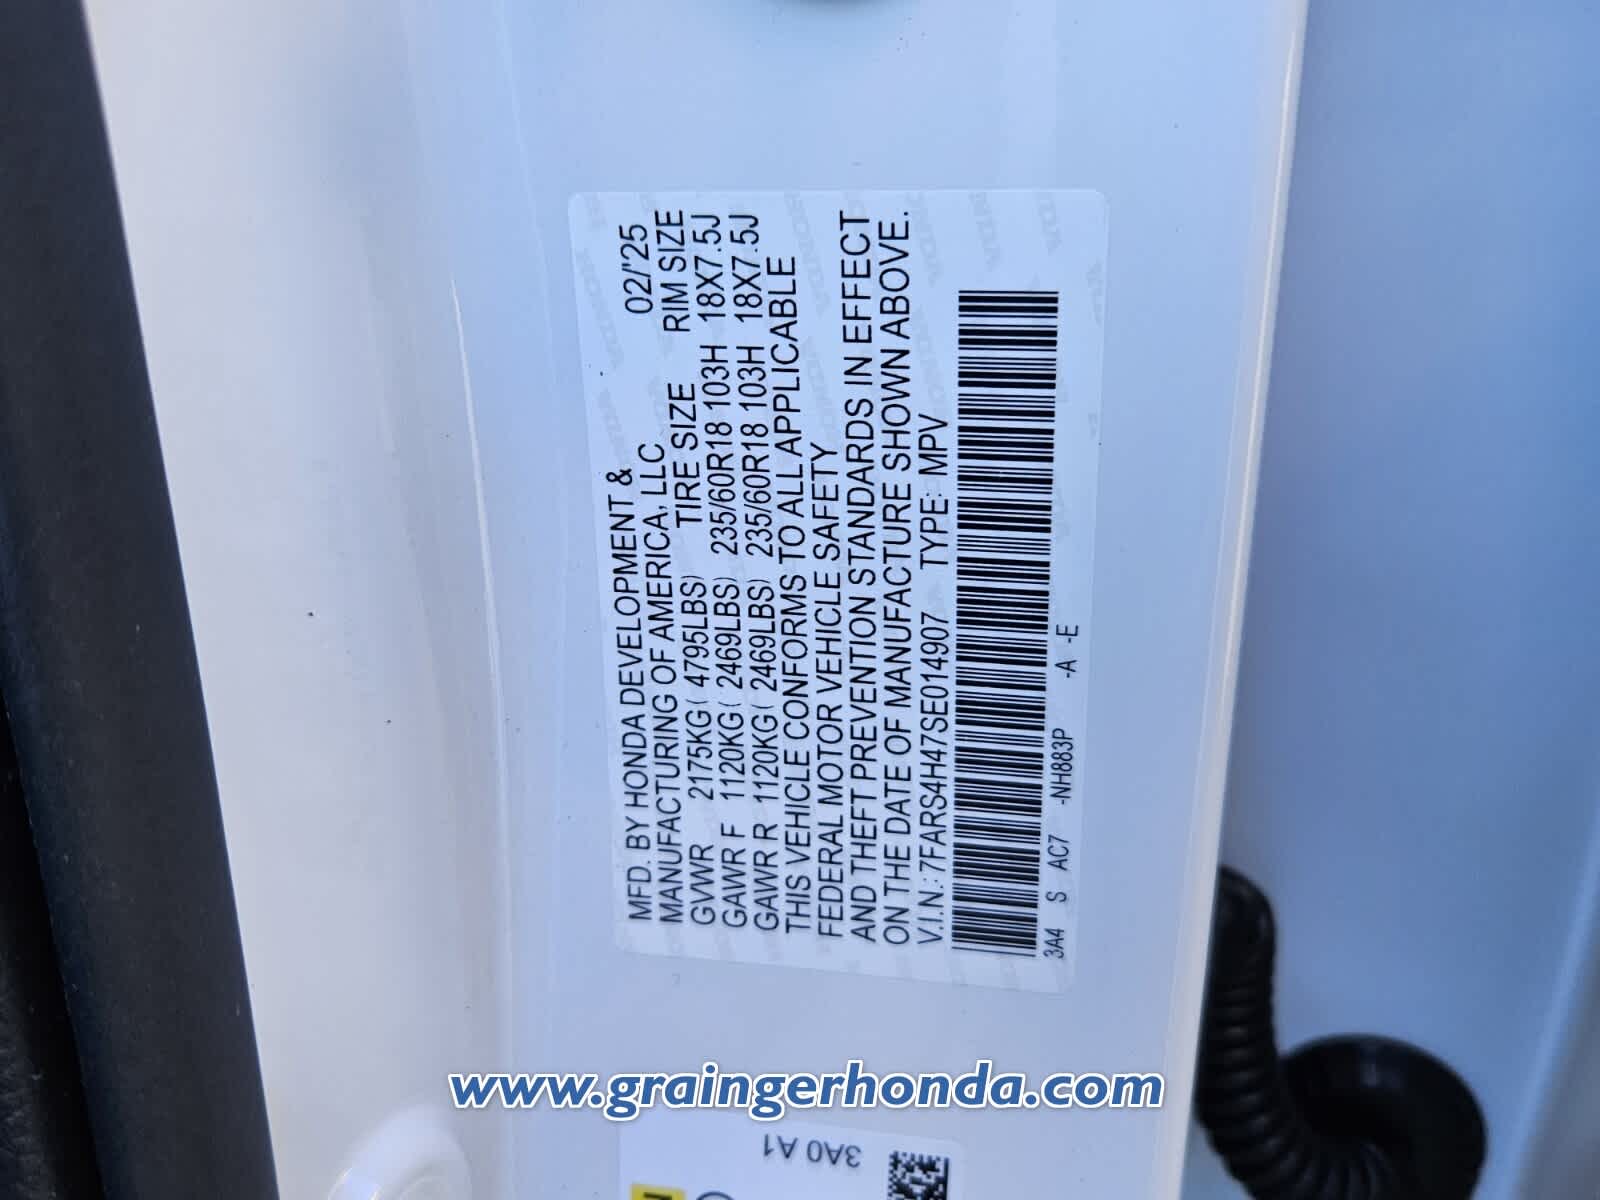 MFD. BY HONDA DEVELOPMENT & 02/'25
MANUFACTURING OF AMERICA, LLC
TIRE SIZE RIM SIZE
GVWR 2175KG( 4795LBS)
GAWR F 1120KG( 2469LBS) 235/60R18 103H 18X7.5J
GAWR R 1120KG( 2469LBS) 235/60R18 103H 18X7.5J
THIS VEHICLE CONFORMS TO ALL APPLICABLE
FEDERAL MOTOR VEHICLE SAFETY
AND THEFT PREVENTION STANDARDS IN EFFECT
ON THE DATE OF MANUFACTURE SHOWN ABOVE.
V.I.N.:7FARS4H47SE014907 TYPE: MPV
3A4 S AC7 -NH883P -A -E
www.graingerhonda.com
3A0 A1